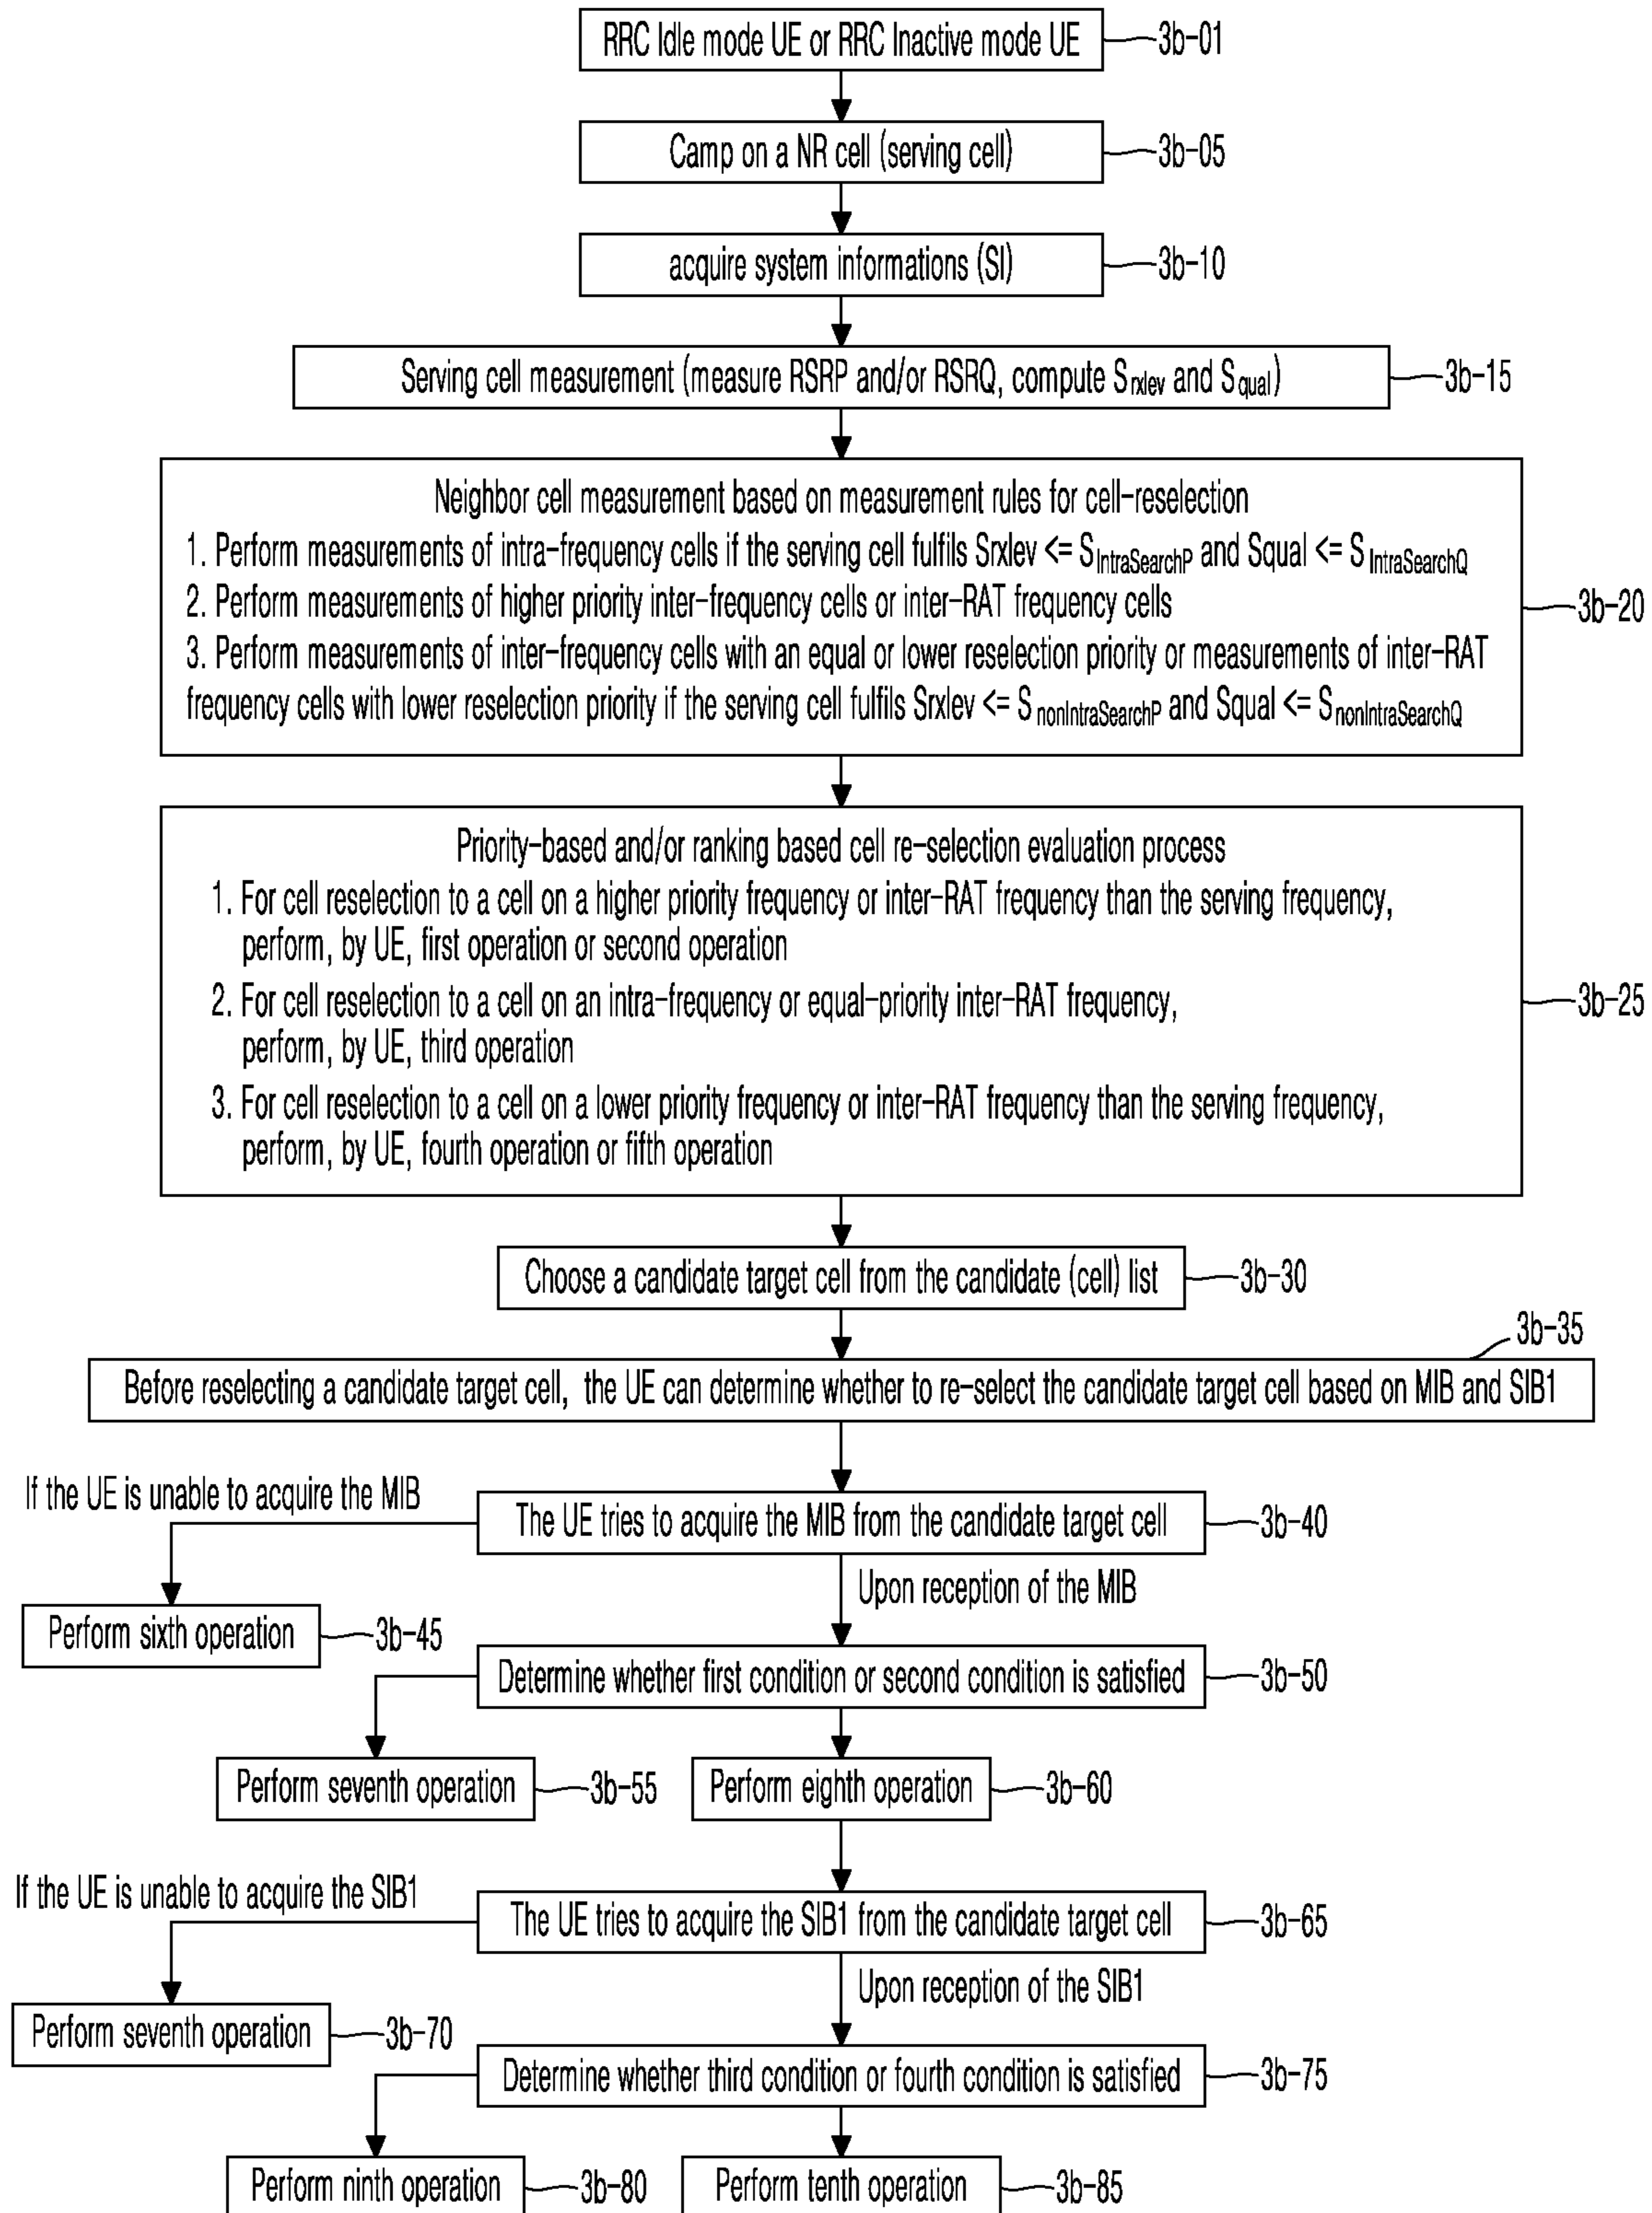 RRC Idle mode UE or RRC Inactive mode UE
3b-01
Camp on a NR cell (serving cell)
3b-05
acquire system informations (SI)
3b-10
Serving cell measurement (measure RSRP and/or RSRQ, compute Srxlev and Squal)
3b-15
Neighbor cell measurement based on measurement rules for cell-reselection
1. Perform measurements of intra-frequency cells if the serving cell fulfils Srxlev <= SIntraSearchP and Squal <= SIntraSearchQ
2. Perform measurements of higher priority inter-frequency cells or inter-RAT frequency cells
3. Perform measurements of inter-frequency cells with an equal or lower reselection priority or measurements of inter-RAT
frequency cells with lower reselection priority if the serving cell fulfils Srxlev <= SnonIntraSearchP and Squal <= SnonIntraSearchQ
3b-20
Priority-based and/or ranking based cell re-selection evaluation process
1. For cell reselection to a cell on a higher priority frequency or inter-RAT frequency than the serving frequency,
perform, by UE, first operation or second operation
2. For cell reselection to a cell on an intra-frequency or equal-priority inter-RAT frequency,
perform, by UE, third operation
3. For cell reselection to a cell on a lower priority frequency or inter-RAT frequency than the serving frequency,
perform, by UE, fourth operation or fifth operation
3b-25
Choose a candidate target cell from the candidate (cell) list
3b-30
3b-35
Before reselecting a candidate target cell, the UE can determine whether to re-select the candidate target cell based on MIB and SIB1
If the UE is unable to acquire the MIB
The UE tries to acquire the MIB from the candidate target cell
3b-40
Upon reception of the MIB
Perform sixth operation
3b-45
Determine whether first condition or second condition is satisfied
3b-50
Perform seventh operation
3b-55
Perform eighth operation
3b-60
If the UE is unable to acquire the SIB1
The UE tries to acquire the SIB1 from the candidate target cell
3b-65
Upon reception of the SIB1
Perform seventh operation
3b-70
Determine whether third condition or fourth condition is satisfied
3b-75
Perform ninth operation
3b-80
Perform tenth operation
3b-85